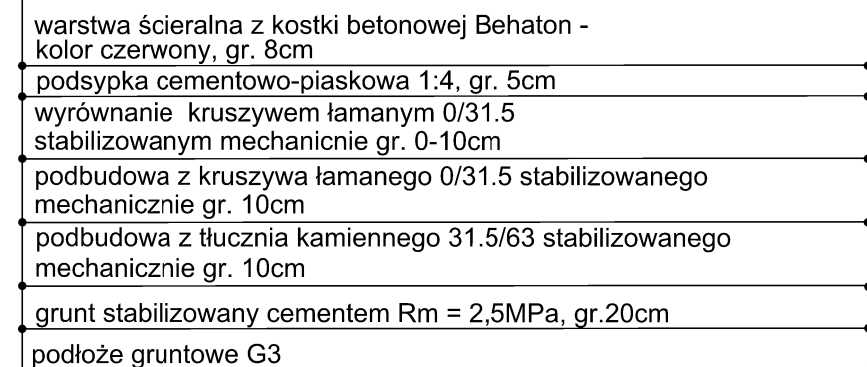 warstwa ścieralna z kostki betonowej Behaton -
kolor czerwony, gr. 8cm
podsypka cementowo-piaskowa 1:4, gr. 5cm
wyrównanie kruszywem łamanym 0/31.5
stabilizowanym mechanicnie gr. 0-10cm
podbudowa z kruszywa łamanego 0/31.5 stabilizowanego
mechanicznie gr. 10cm
podbudowa z tłucznia kamiennego 31.5/63 stabilizowanego
mechanicznie gr. 10cm
grunt stabilizowany cementem Rm = 2,5MPa, gr.20cm
podłoże gruntowe G3